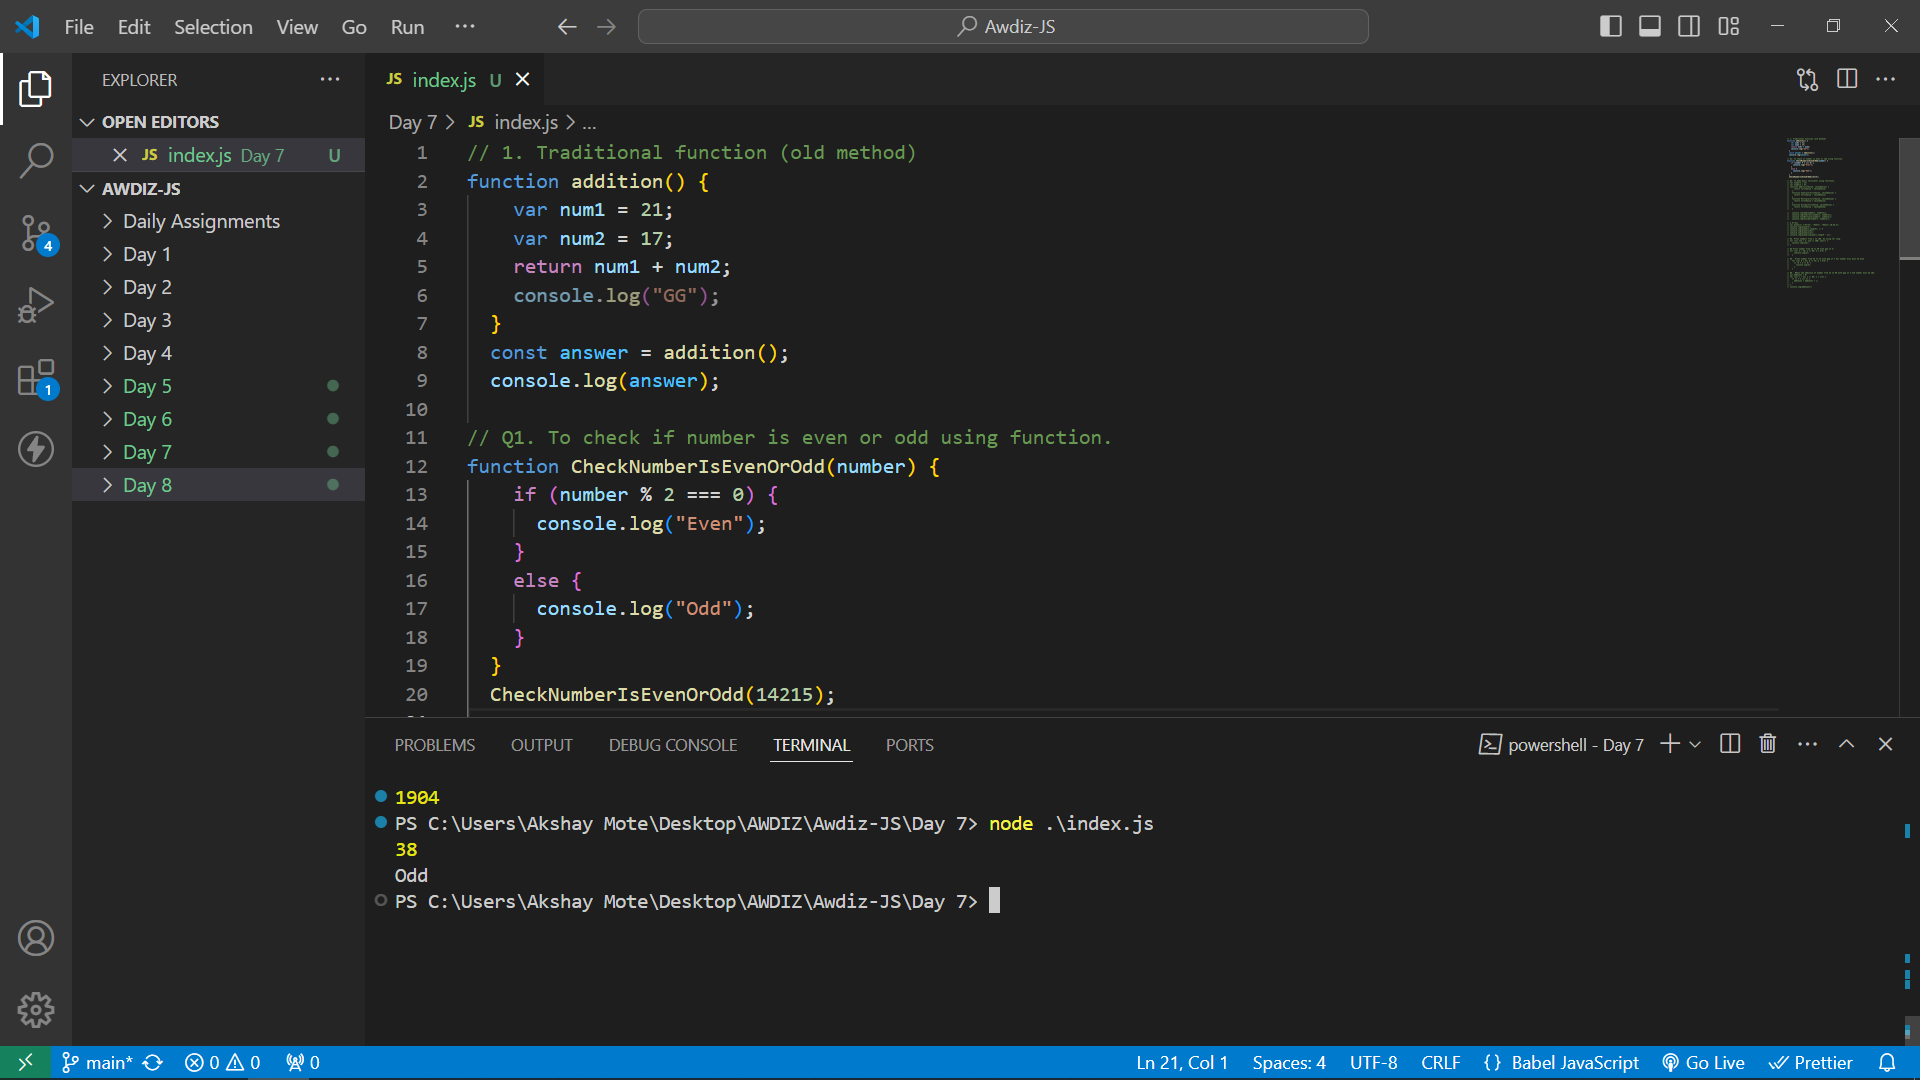 File Edit Selection View Go Run ··· Awdiz-JS
EXPLORER
OPEN EDITORS
JS index.js Day 7 U
AWDIZ-JS
Daily Assignments
Day 1
Day 2
Day 3
Day 4
Day 5
Day 6
Day 7
Day 8
4
1
JS index.js U
Day 7 > JS index.js > ...
1 // 1. Traditional function (old method)
2 function addition() {
3 var num1 = 21;
4 var num2 = 17;
5 return num1 + num2;
6 console.log("GG");
7 }
8 const answer = addition();
9 console.log(answer);
10
11 // Q1. To check if number is even or odd using function.
12 function CheckNumberIsEvenOrOdd(number) {
13 if (number % 2 === 0) {
14 console.log("Even");
15 }
16 else {
17 console.log("Odd");
18 }
19 }
20 CheckNumberIsEvenOrOdd(14215);
PROBLEMS OUTPUT DEBUG CONSOLE TERMINAL PORTS powershell - Day 7
1904
PS C:\Users\Akshay Mote\Desktop\AWDIZ\Awdiz-JS\Day 7> node .\index.js
38
Odd
PS C:\Users\Akshay Mote\Desktop\AWDIZ\Awdiz-JS\Day 7>
main* 0 0 0 Ln 21, Col 1 Spaces: 4 UTF-8 CRLF {} Babel JavaScript Go Live Prettier